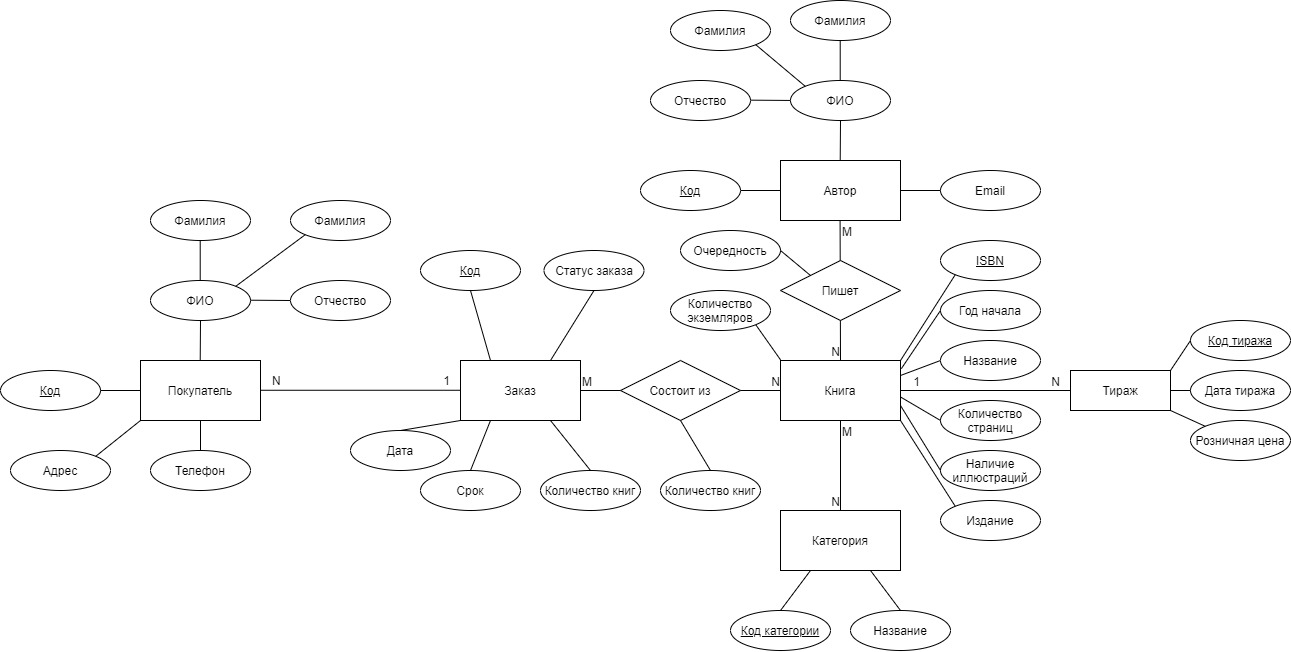 Фамилия
Фамилия
Отчество
ФИО
Код
Автор
Email
M
Очередность
Пишет
N
Количество
экземляров
ISBN
Год начала
Название
Количество
страниц
Наличие
иллюстраций
Издание
Фамилия
Фамилия
ФИО
Отчество
Код
Покупатель
Адрес
Телефон
N
1
Код
Статус заказа
Заказ
Дата
Срок
Количество книг
M
Состоит из
Количество книг
N
Книга
1
N
Тираж
Код тиража
Дата тиража
Розничная цена
M
N
Категория
Код категории
Название